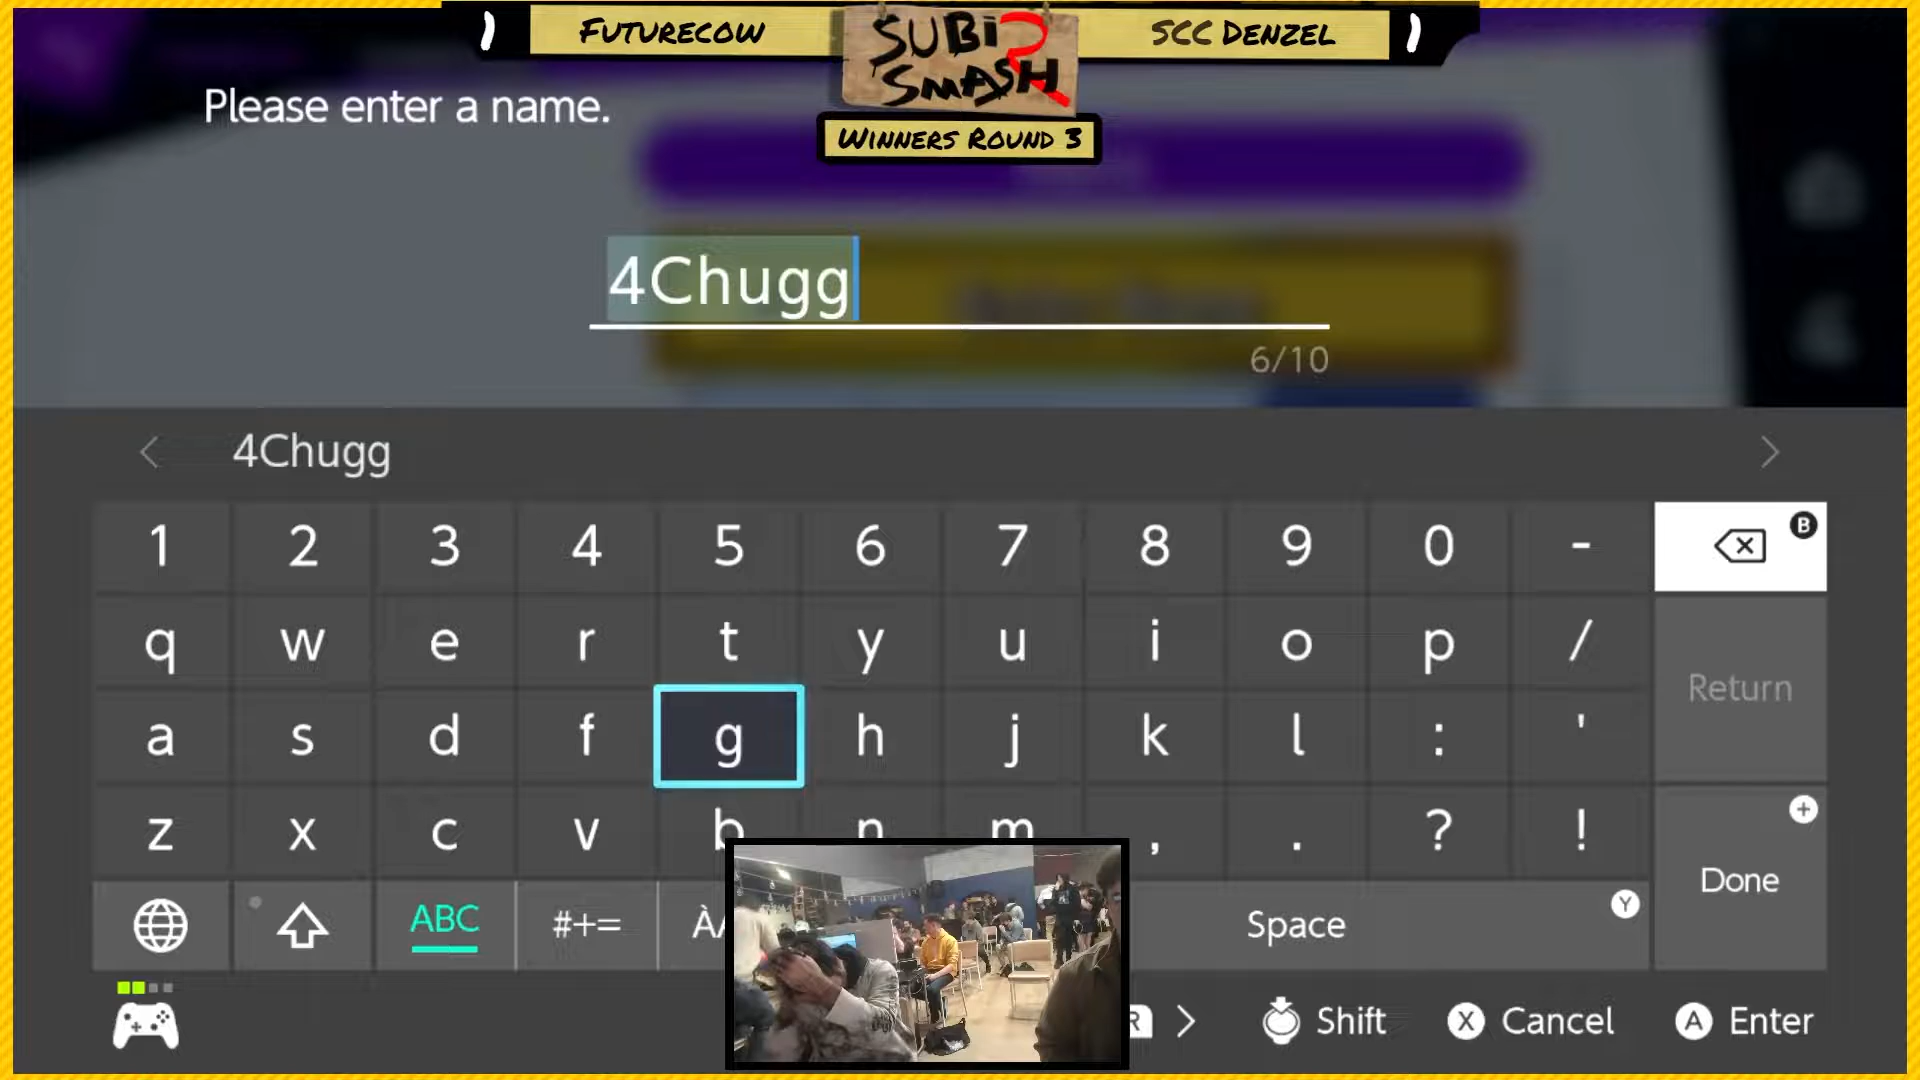 FUTURECOW
SUBI SMASH 2
SCC DENZEL
WINNERS ROUND 3
Please enter a name.
4Chugg
6/10
< 4Chugg >
1 2 3 4 5 6 7 8 9 0 - B
q w e r t y u i o p / Return
a s d f g h j k l : '
z x c v b n m , . ? ! + Done
ABC #+= Space Y
R > Shift X Cancel A Enter